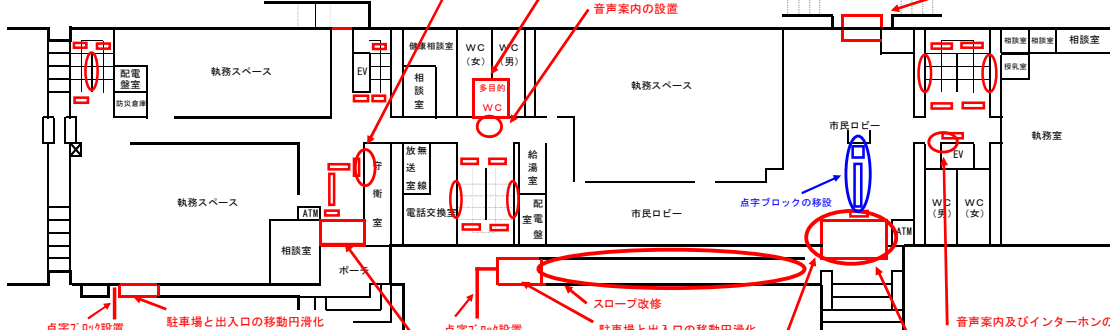 音声案内の設置
健康相談室
WC
(女)
WC
(男)
相談室
相談室
相談室
配電
盤室
防災倉庫
執務スペース
EV
相
談
室
多目的
WC
執務スペース
授乳室
市民ロビー
執務室
放
送
室
無
線
室
給
湯
室
EV
守
衛
室
執務スペース
電話交換室
配
電
盤
室
市民ロビー
点字ブロックの移設
WC
(男)
WC
(女)
ATM
ATM
相談室
ポーチ
スロープ改修
点字ブロック設置
駐車場と出入口の移動円滑化
点字ブロック設置
駐車場と出入口の移動円滑化
音声案内及びインターホンの